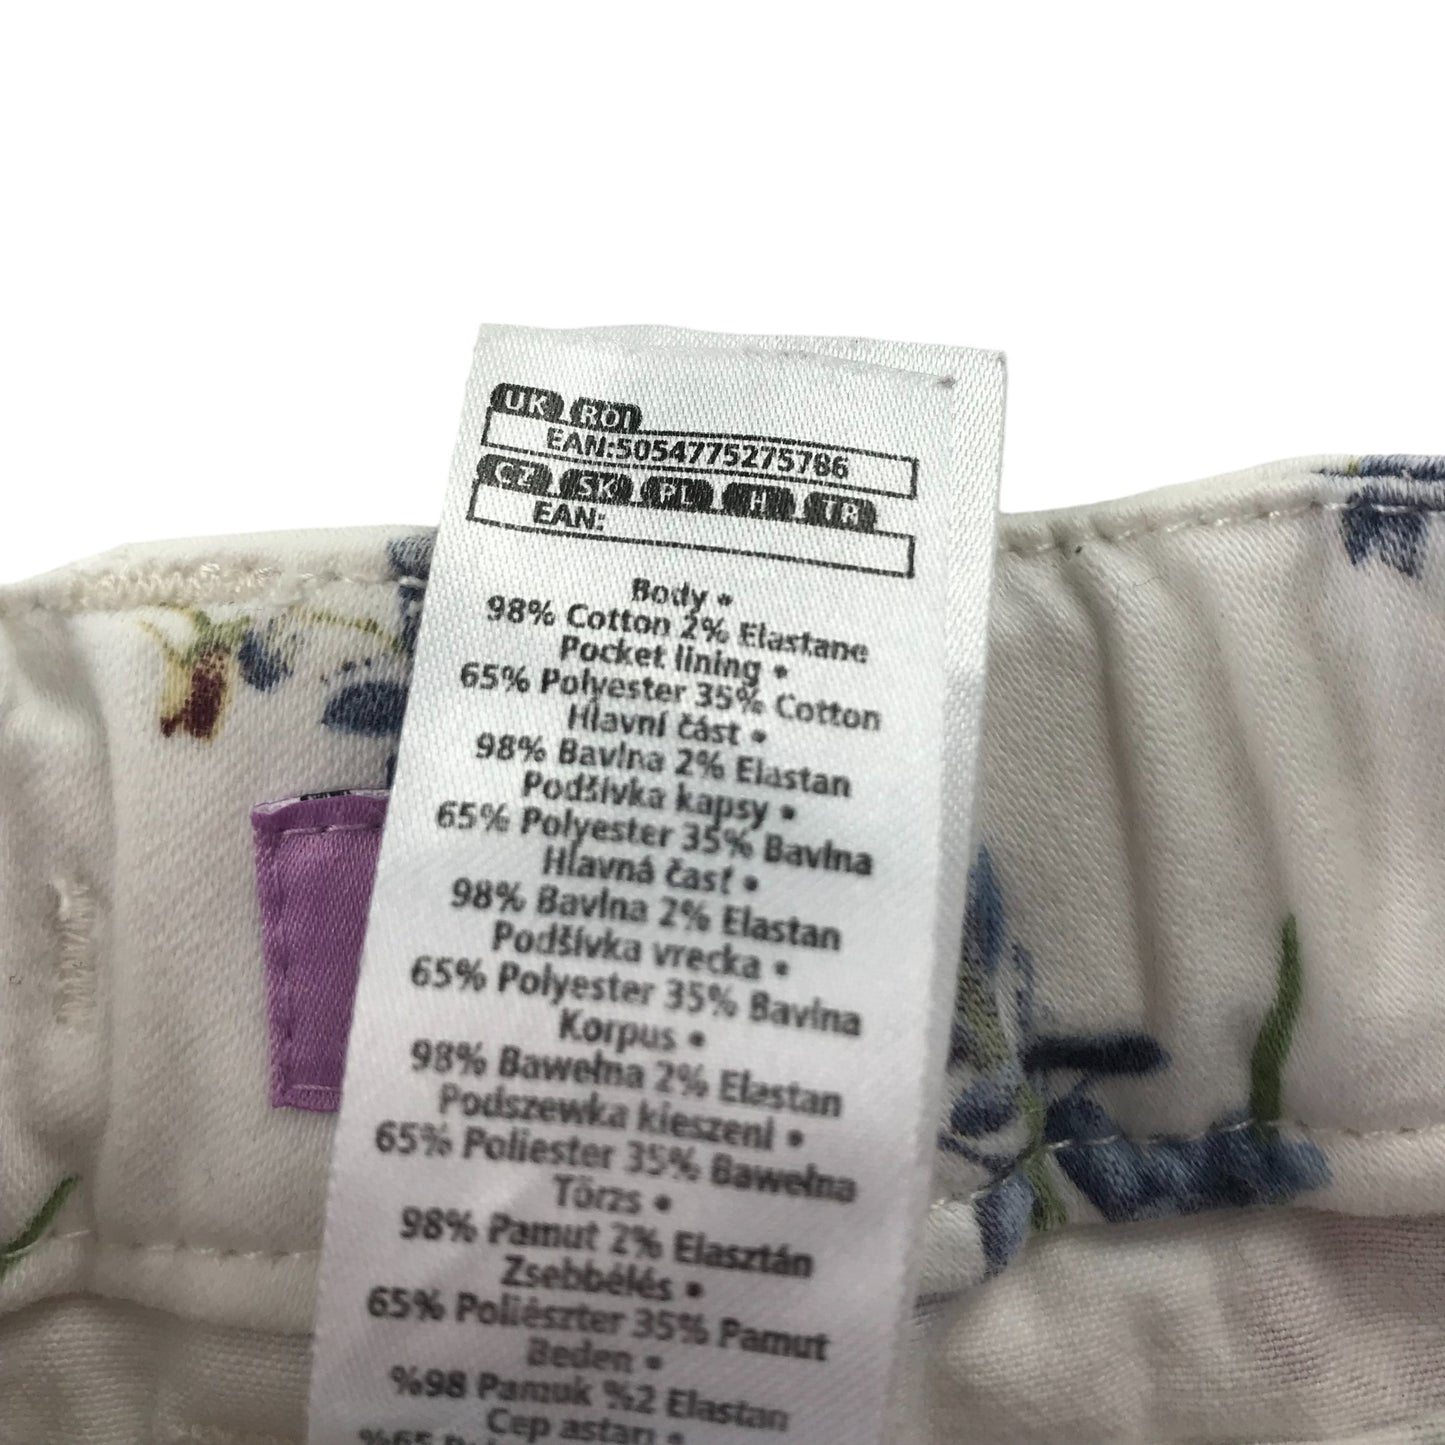 UK ROI
EAN:5054775275786
CZ SK PL H TR
EAN:
Body •
98% Cotton 2% Elastane
Pocket lining •
65% Polyester 35% Cotton
Hlavní část •
98% Bavlna 2% Elastan
Podšívka kapsy •
65% Polyester 35% Bavlna
Hlavná časť •
98% Bavlna 2% Elastan
Podšívka vrecka •
65% Polyester 35% Bavlna
Korpus •
98% Bawełna 2% Elastan
Podszewka kieszeni •
65% Poliester 35% Bawełna
Törzs •
98% Pamut 2% Elasztán
Zsebbélés •
65% Poliészter 35% Pamut
Beden •
%98 Pamuk %2 Elastan
Cep astarı •
%65